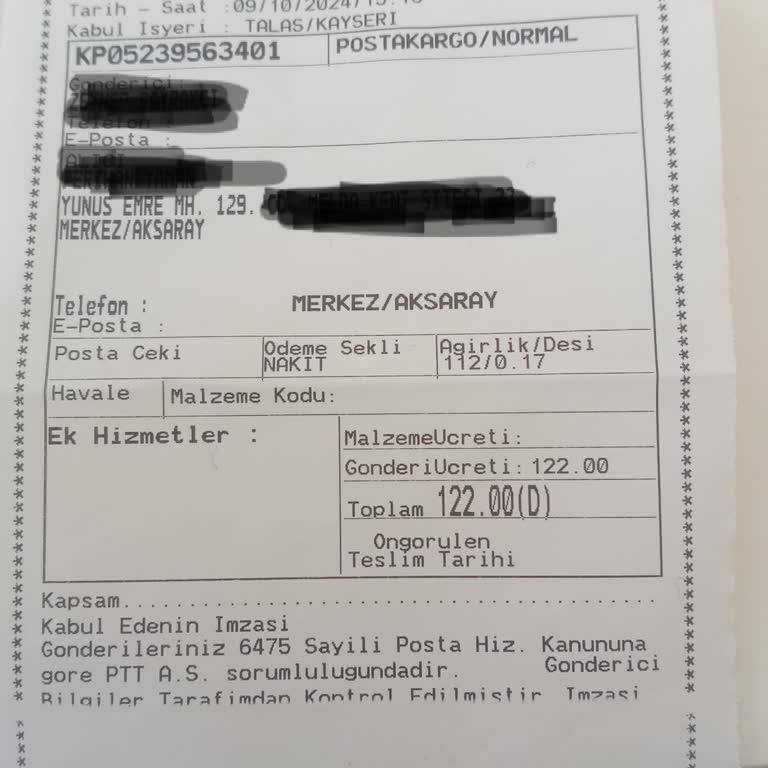 Tarih - Saat :09/10/2024
Kabul Isyeri : TALAS/KAYSERI
KP05239563401
POSTAKARGO/NORMAL
Gonderici:
Telefon :
E-Posta :
YUNUS EMRE MH. 129.
MERKEZ/AKSARAY
Telefon : MERKEZ/AKSARAY
E-Posta :
Posta Ceki
Odeme Sekli
NAKIT
Agirlik/Desi
112/0.17
Havale
Malzeme Kodu:
Ek Hizmetler :
MalzemeUcreti:
GonderiUcreti: 122.00
Toplam 122.00(D)
Ongorulen
Teslim Tarihi
Kapsam......................................
Kabul Edenin Imzasi
Gonderileriniz 6475 Sayili Posta Hiz. Kanununa
gore PTT A.S. sorumlulugundadir. Gonderici
Bilgiler Tarafimdan Kontrol Edilmistir Imzasi